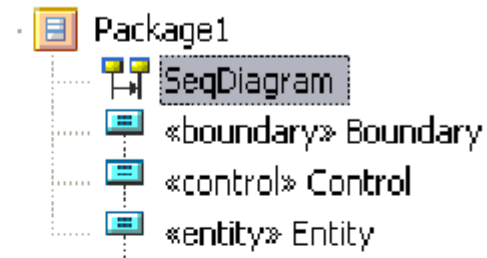 Package1
SeqDiagram
«boundary» Boundary
«control» Control
«entity» Entity